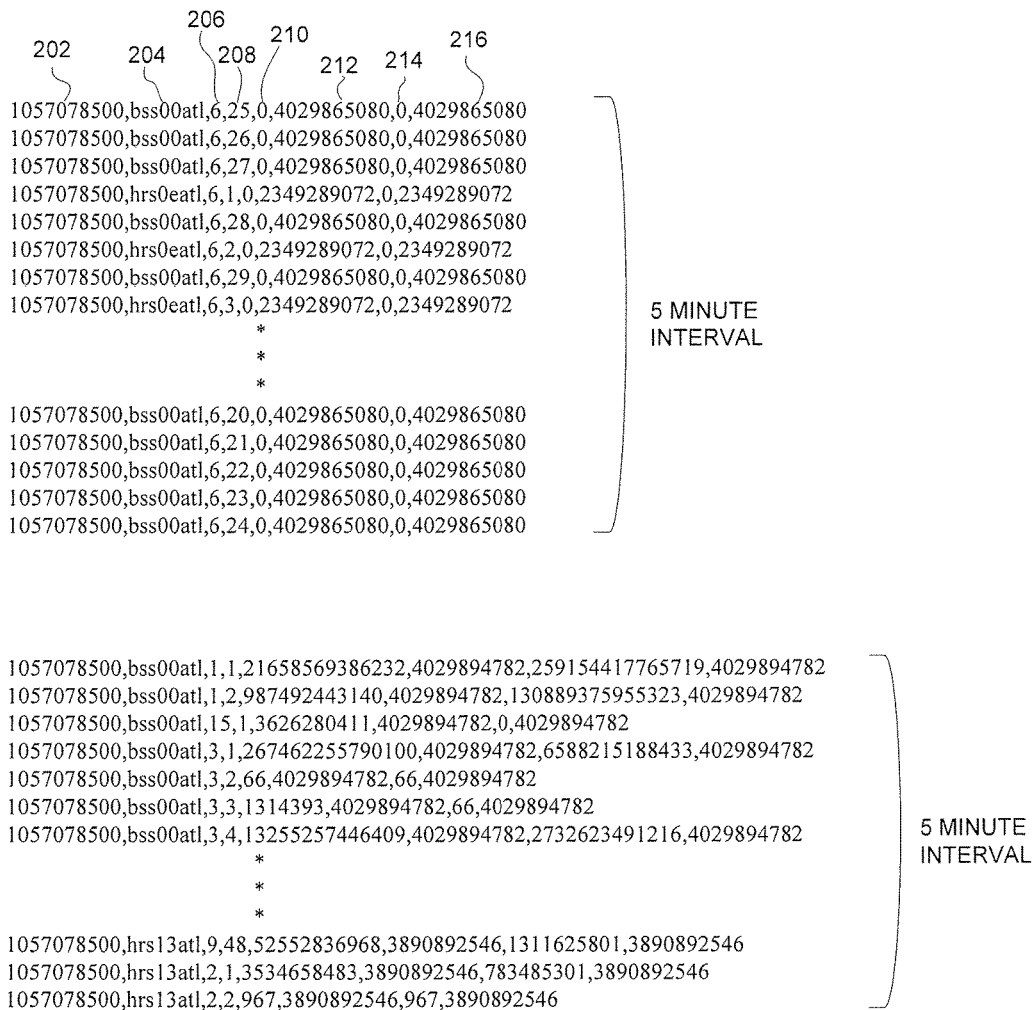 206 210 216
202 204 208 212 214
1057078500,bss00atl,6,25,0,4029865080,0,4029865080
1057078500,bss00atl,6,26,0,4029865080,0,4029865080
1057078500,bss00atl,6,27,0,4029865080,0,4029865080
1057078500,hrs0eatl,6,1,0,2349289072,0,2349289072
1057078500,bss00atl,6,28,0,4029865080,0,4029865080
1057078500,hrs0eatl,6,2,0,2349289072,0,2349289072
1057078500,bss00atl,6,29,0,4029865080,0,4029865080
1057078500,hrs0eatl,6,3,0,2349289072,0,2349289072
5 MINUTE
INTERVAL
*
*
*
1057078500,bss00atl,6,20,0,4029865080,0,4029865080
1057078500,bss00atl,6,21,0,4029865080,0,4029865080
1057078500,bss00atl,6,22,0,4029865080,0,4029865080
1057078500,bss00atl,6,23,0,4029865080,0,4029865080
1057078500,bss00atl,6,24,0,4029865080,0,4029865080
1057078500,bss00atl,1,1,21658569386232,4029894782,259154417765719,4029894782
1057078500,bss00atl,1,2,987492443140,4029894782,130889375955323,4029894782
1057078500,bss00atl,15,1,3626280411,4029894782,0,4029894782
1057078500,bss00atl,3,1,267462255790100,4029894782,6588215188433,4029894782
1057078500,bss00atl,3,2,66,4029894782,66,4029894782
1057078500,bss00atl,3,3,1314393,4029894782,66,4029894782
1057078500,bss00atl,3,4,13255257446409,4029894782,2732623491216,4029894782
5 MINUTE
INTERVAL
*
*
*
1057078500,hrs13atl,9,48,52552836968,3890892546,1311625801,3890892546
1057078500,hrs13atl,2,1,3534658483,3890892546,783485301,3890892546
1057078500,hrs13atl,2,2,967,3890892546,967,3890892546